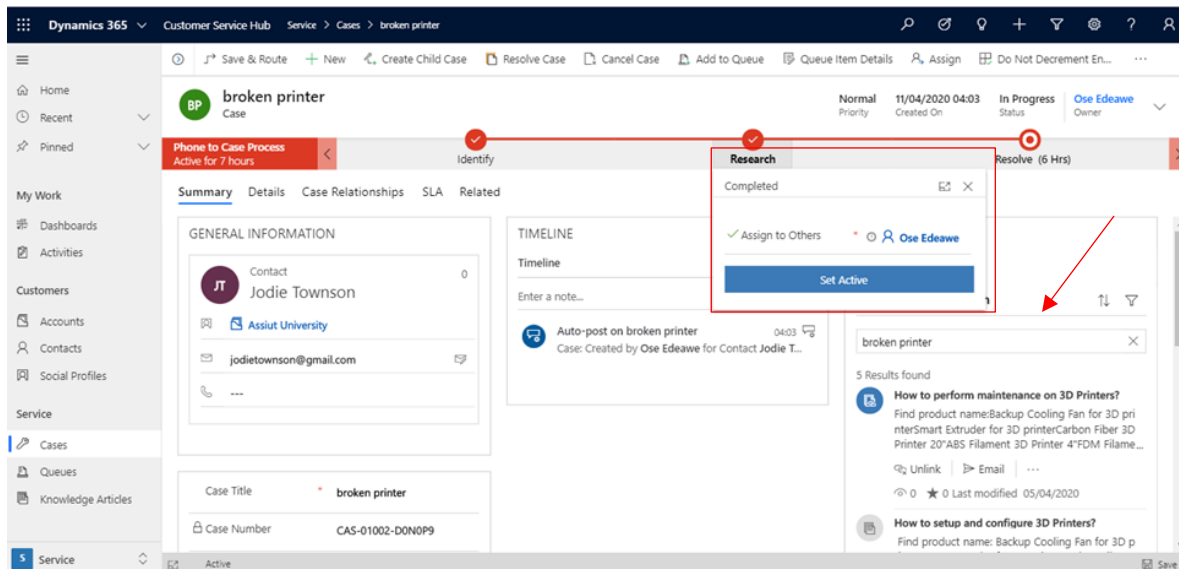 Dynamics 365 Customer Service Hub Service > Cases > broken printer
Save & Route New Create Child Case Resolve Case Cancel Case Add to Queue Queue Item Details Assign Do Not Decrement En... ...
Home
Recent
Pinned
My Work
Dashboards
Activities
Customers
Accounts
Contacts
Social Profiles
Service
Cases
Queues
Knowledge Articles
S Service
BP broken printer
Case
Normal 11/04/2020 04:03 In Progress Ose Edeawe
Priority Created On Status Owner
Phone to Case Process
Active for 7 hours
Identify
Research
Resolve (6 Hrs)
Completed
Assign to Others * Ose Edeawe
Set Active
Summary Details Case Relationships SLA Related
GENERAL INFORMATION
JT Contact 0
Jodie Townson
Assiut University
jodietownson@gmail.com
---
Case Title * broken printer
Case Number CAS-01002-D0N0P9
TIMELINE
Timeline
Enter a note...
Auto-post on broken printer 04:03
Case: Created by Ose Edeawe for Contact Jodie T...
broken printer
5 Results found
How to perform maintenance on 3D Printers?
Find product name:Backup Cooling Fan for 3D pri
nterSmart Extruder for 3D printerCarbon Fiber 3D
Printer 20"ABS Filament 3D Printer 4"FDM Filame...
Unlink Email ...
0 0 Last modified 05/04/2020
How to setup and configure 3D Printers?
Find product name: Backup Cooling Fan for 3D p
Active Save